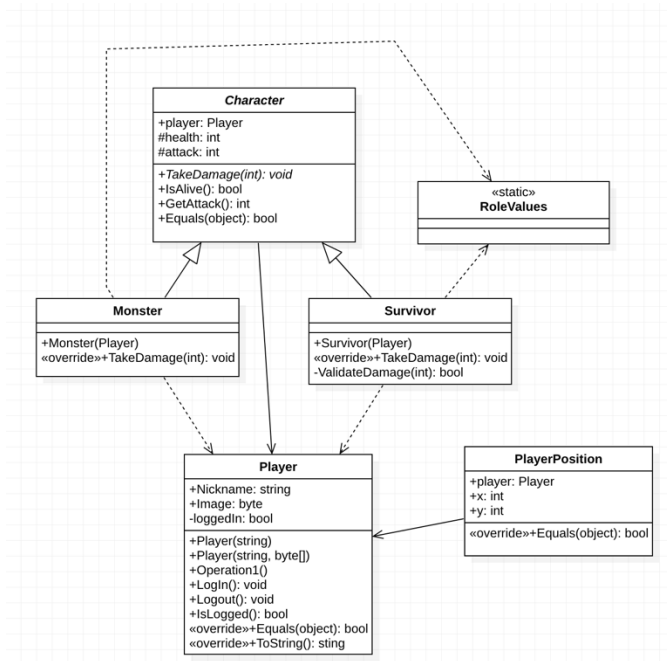 Character
+player: Player
#health: int
#attack: int
+TakeDamage(int): void
+IsAlive(): bool
+GetAttack(): int
+Equals(object): bool
«static»
RoleValues
Monster
+Monster(Player)
«override»+TakeDamage(int): void
Survivor
+Survivor(Player)
«override»+TakeDamage(int): void
-ValidateDamage(int): bool
Player
+Nickname: string
+Image: byte
-loggedIn: bool
+Player(string)
+Player(string, byte[])
+Operation1()
+LogIn(): void
+Logout(): void
+IsLogged(): bool
«override»+Equals(object): bool
«override»+ToString(): sting
PlayerPosition
+player: Player
+x: int
+y: int
«override»+Equals(object): bool